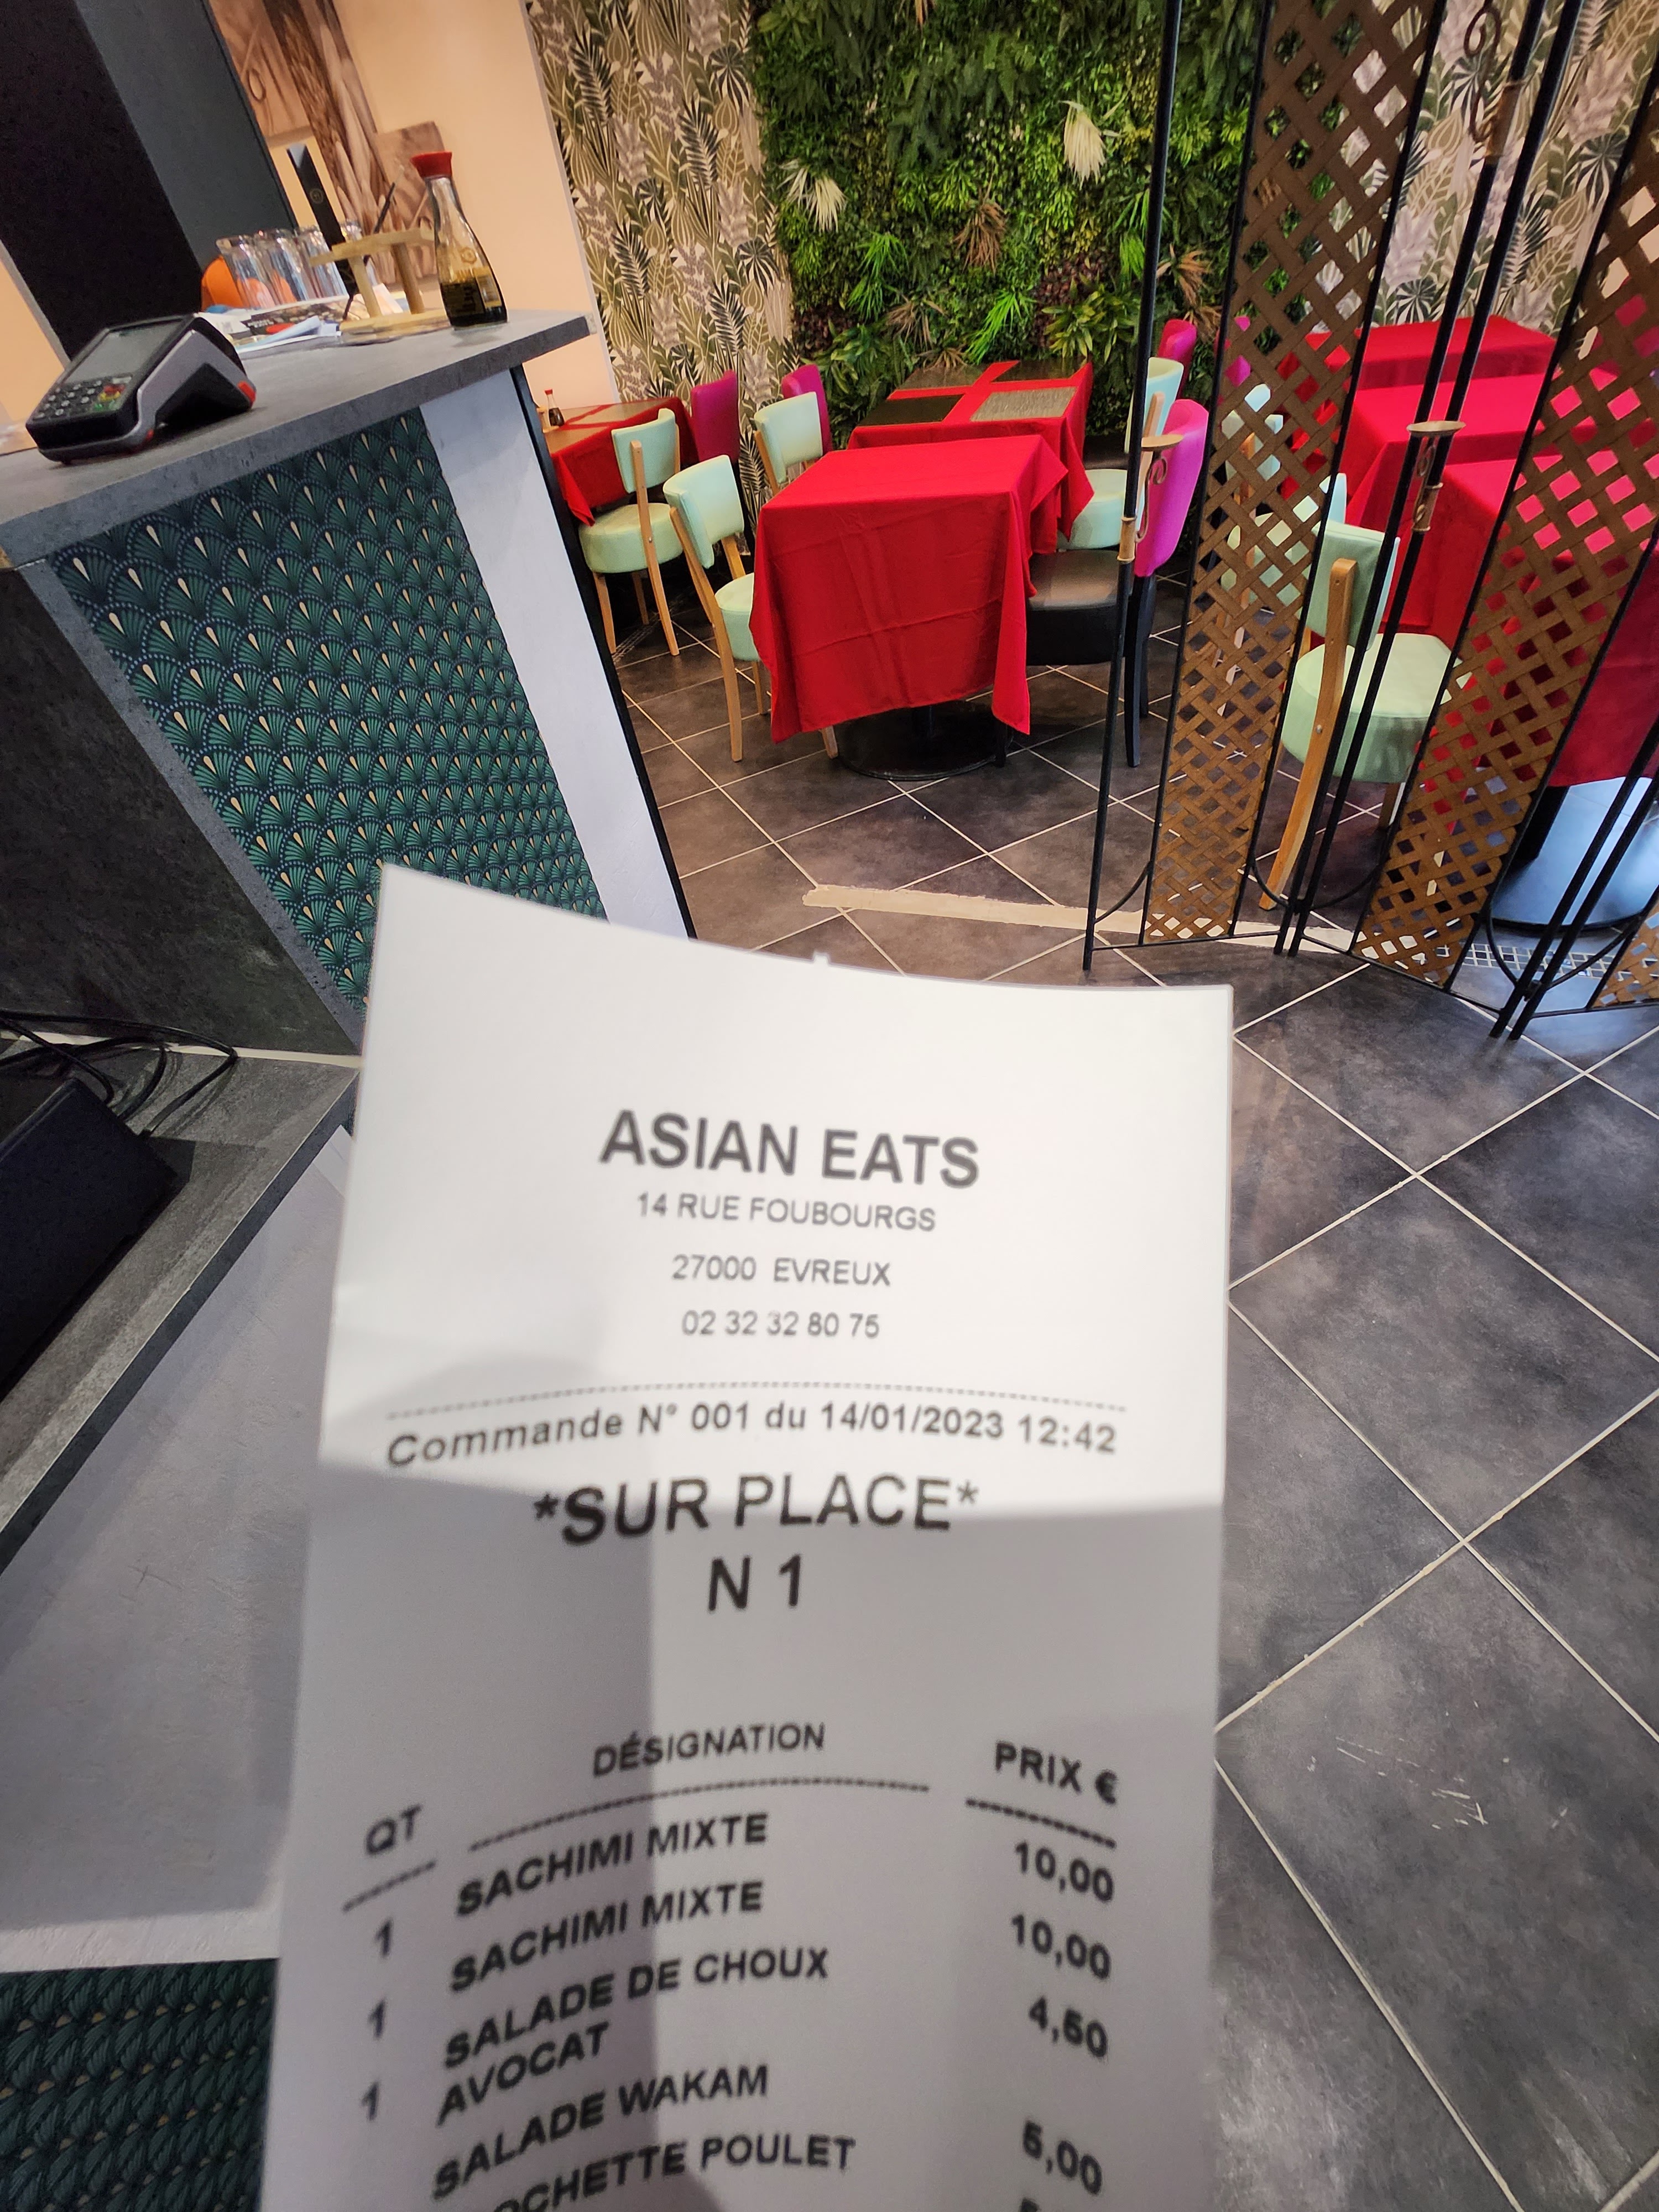 ASIAN EATS
14 RUE FOUBOURGS
27000 EVREUX
02 32 32 80 75
Commande N° 001 du 14/01/2023 12:42
*SUR PLACE*
N 1
QT DÉSIGNATION PRIX €
1 SACHIMI MIXTE 10,00
1 SACHIMI MIXTE 10,00
1 SALADE DE CHOUX 4,50
AVOCAT
SALADE WAKAM 5,00
OCHETTE POULET